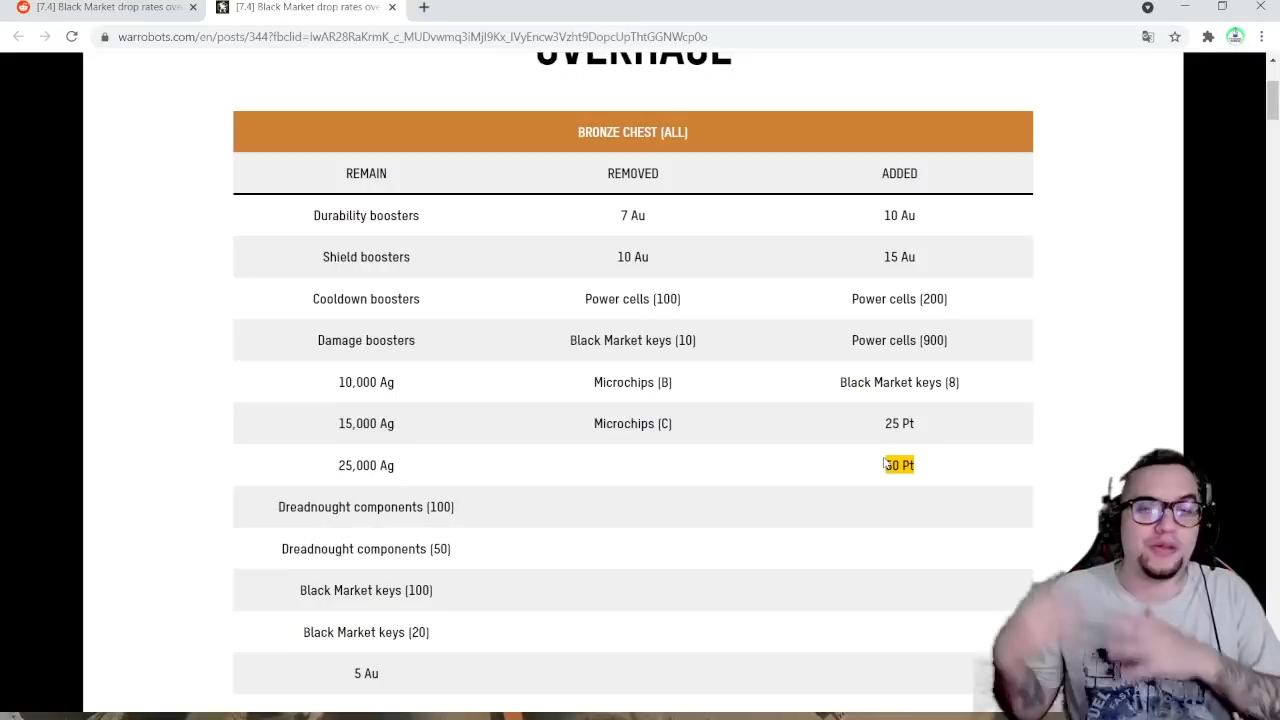 [7.4] Black Market drop rates ove
[7.4] Black Market drop rates ove
warrobots.com/en/posts/344?fbclid=IwAR28RaKrmK_c_MUDvwmq3iMjl9Kx_lVyEncw3Vzht9DopcUpThtGGNWcp0o
OVERHAUL
BRONZE CHEST (ALL)
REMAIN REMOVED ADDED
Durability boosters 7 Au 10 Au
Shield boosters 10 Au 15 Au
Cooldown boosters Power cells (100) Power cells (200)
Damage boosters Black Market keys (10) Power cells (900)
10,000 Ag Microchips (B) Black Market keys (8)
15,000 Ag Microchips (C) 25 Pt
25,000 Ag Pt
Dreadnought components (100)
Dreadnought components (50)
Black Market keys (100)
Black Market keys (20)
5 Au